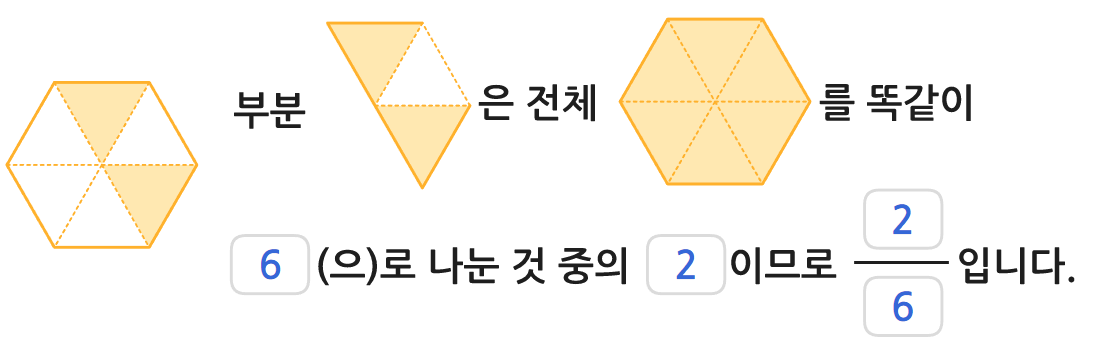 부분 은 전체 를 똑같이
6 (으)로 나눈 것 중의 2 이므로 2/6 입니다.